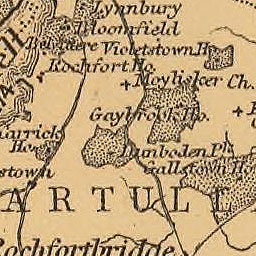 Lynnbury
Bloomfield
Belvidere Violetstown Ho.
Rochfort Ho.
Moylisker Ch.
Gaybrook Ho.
Carrick
Ho.
Dunboden Pk.
Gallstown Ho.
stown
ARTULL
Rochfortbridge